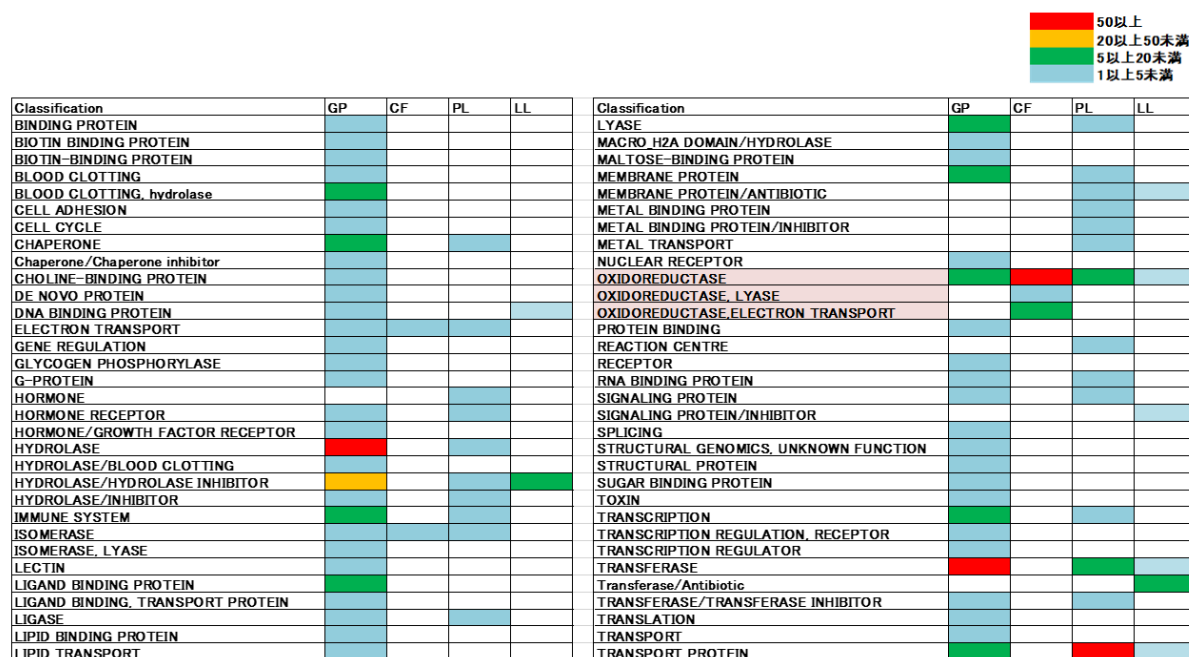 50以上
20以上50未満
5以上20未満
1以上5未満
Classification GP CF PL LL
BINDING PROTEIN
BIOTIN BINDING PROTEIN
BIOTIN-BINDING PROTEIN
BLOOD CLOTTING
BLOOD CLOTTING, hydrolase
CELL ADHESION
CELL CYCLE
CHAPERONE
Chaperone/Chaperone inhibitor
CHOLINE-BINDING PROTEIN
DE NOVO PROTEIN
DNA BINDING PROTEIN
ELECTRON TRANSPORT
GENE REGULATION
GLYCOGEN PHOSPHORYLASE
G-PROTEIN
HORMONE
HORMONE RECEPTOR
HORMONE/GROWTH FACTOR RECEPTOR
HYDROLASE
HYDROLASE/BLOOD CLOTTING
HYDROLASE/HYDROLASE INHIBITOR
HYDROLASE/INHIBITOR
IMMUNE SYSTEM
ISOMERASE
ISOMERASE, LYASE
LECTIN
LIGAND BINDING PROTEIN
LIGAND BINDING, TRANSPORT PROTEIN
LIGASE
LIPID BINDING PROTEIN
LIPID TRANSPORT
Classification GP CF PL LL
LYASE
MACRO_H2A DOMAIN/HYDROLASE
MALTOSE-BINDING PROTEIN
MEMBRANE PROTEIN
MEMBRANE PROTEIN/ANTIBIOTIC
METAL BINDING PROTEIN
METAL BINDING PROTEIN/INHIBITOR
METAL TRANSPORT
NUCLEAR RECEPTOR
OXIDOREDUCTASE
OXIDOREDUCTASE, LYASE
OXIDOREDUCTASE,ELECTRON TRANSPORT
PROTEIN BINDING
REACTION CENTRE
RECEPTOR
RNA BINDING PROTEIN
SIGNALING PROTEIN
SIGNALING PROTEIN/INHIBITOR
SPLICING
STRUCTURAL GENOMICS, UNKNOWN FUNCTION
STRUCTURAL PROTEIN
SUGAR BINDING PROTEIN
TOXIN
TRANSCRIPTION
TRANSCRIPTION REGULATION, RECEPTOR
TRANSCRIPTION REGULATOR
TRANSFERASE
Transferase/Antibiotic
TRANSFERASE/TRANSFERASE INHIBITOR
TRANSLATION
TRANSPORT
TRANSPORT PROTEIN